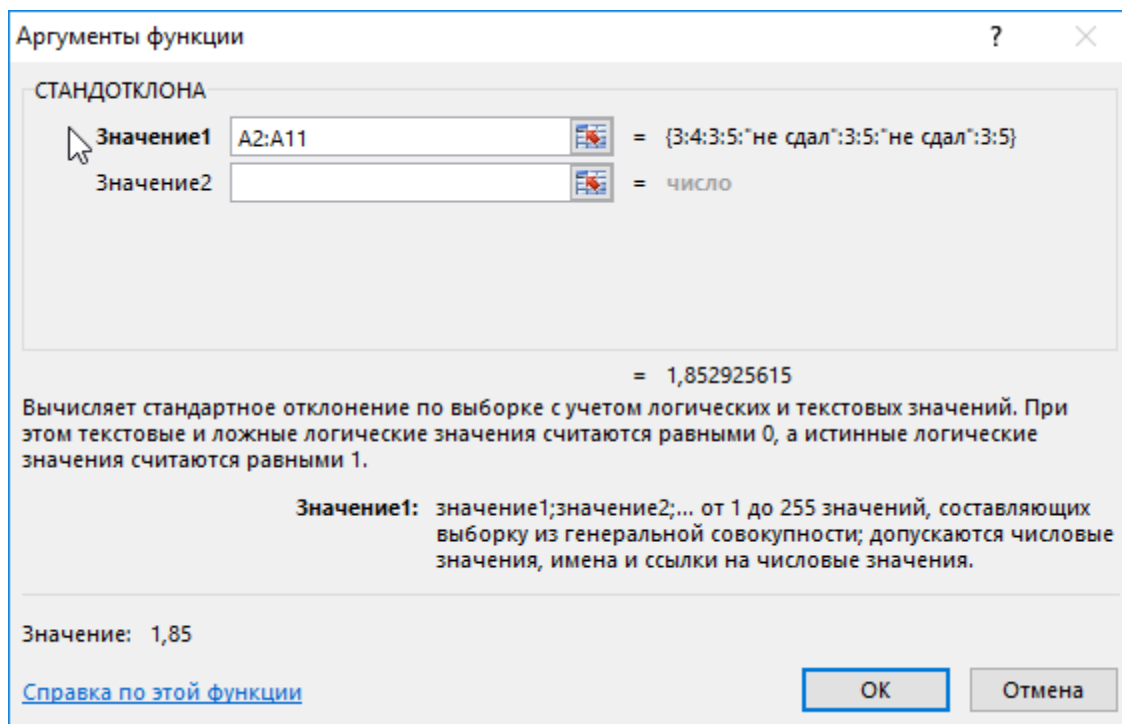 Аргументы функции ? ×
СТАНДОТКЛОНА
Значение1 A2:A11 = {3:4:3:5:"не сдал":3:5:"не сдал":3:5}
Значение2 = число
= 1,852925615
Вычисляет стандартное отклонение по выборке с учетом логических и текстовых значений. При
этом текстовые и ложные логические значения считаются равными 0, а истинные логические
значения считаются равными 1.
Значение1: значение1;значение2;... от 1 до 255 значений, составляющих
выборку из генеральной совокупности; допускаются числовые
значения, имена и ссылки на числовые значения.
Значение: 1,85
Справка по этой функции ОК Отмена